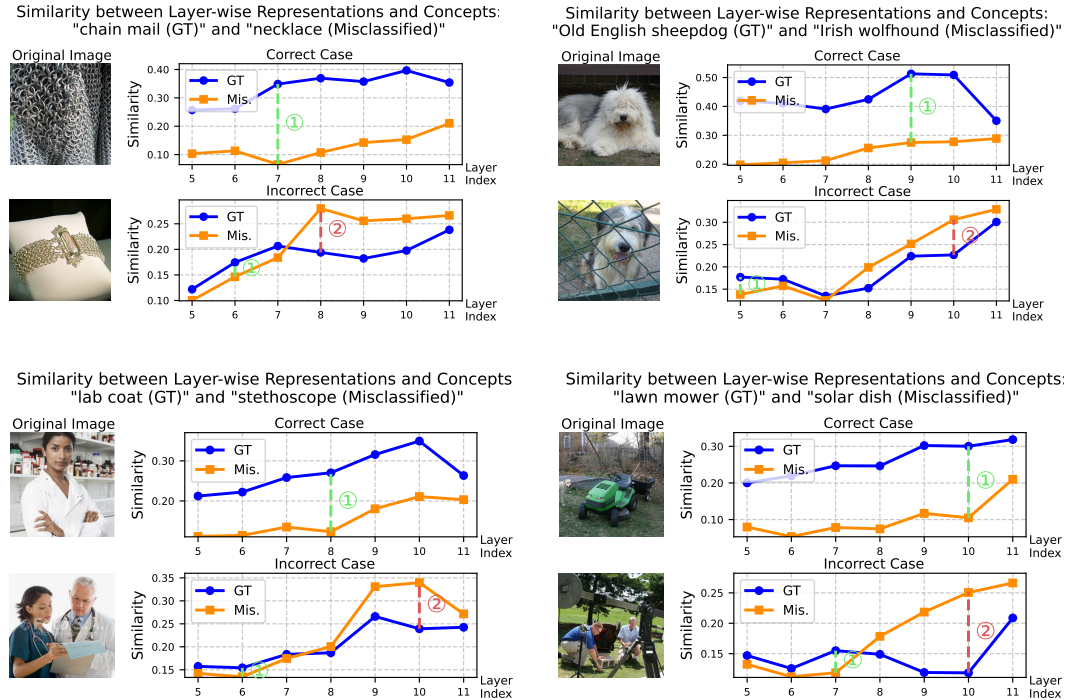 Similarity between Layer-wise Representations and Concepts:
"chain mail (GT)" and "necklace (Misclassified)"
Original Image
Correct Case
Similarity
0.40
0.30
0.20
0.10
GT
Mis.
①
5 6 7 8 9 10 11
Layer
Index
Incorrect Case
Similarity
0.25
0.20
0.15
0.10
GT
Mis.
①
②
5 6 7 8 9 10 11
Layer
Index
Similarity between Layer-wise Representations and Concepts:
"Old English sheepdog (GT)" and "Irish wolfhound (Misclassified)"
Original Image
Correct Case
Similarity
0.50
0.40
0.30
0.20
GT
Mis.
①
5 6 7 8 9 10 11
Layer
Index
Incorrect Case
Similarity
0.30
0.25
0.20
0.15
GT
Mis.
①
②
5 6 7 8 9 10 11
Layer
Index
Similarity between Layer-wise Representations and Concepts
"lab coat (GT)" and "stethoscope (Misclassified)"
Original Image
Correct Case
Similarity
0.30
0.20
GT
Mis.
①
5 6 7 8 9 10 11
Layer
Index
Incorrect Case
Similarity
0.35
0.30
0.25
0.20
0.15
GT
Mis.
①
②
5 6 7 8 9 10 11
Layer
Index
Similarity between Layer-wise Representations and Concepts:
"lawn mower (GT)" and "solar dish (Misclassified)"
Original Image
Correct Case
Similarity
0.30
0.20
0.10
GT
Mis.
①
5 6 7 8 9 10 11
Layer
Index
Incorrect Case
Similarity
0.25
0.20
0.15
GT
Mis.
①
②
5 6 7 8 9 10 11
Layer
Index